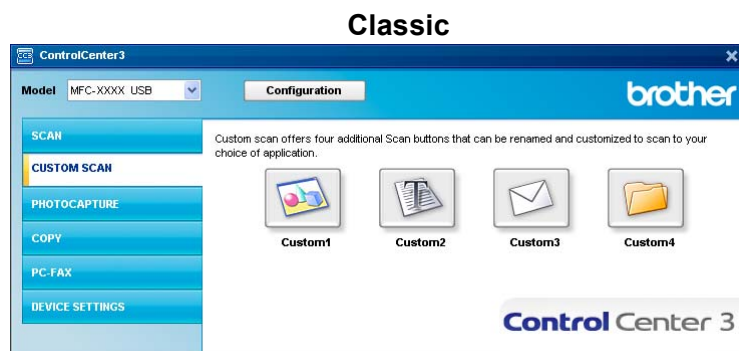 Classic
ControlCenter3
Model MFC-XXXX USB Configuration brother
SCAN
CUSTOM SCAN
PHOTOCAPTURE
COPY
PC-FAX
DEVICE SETTINGS
Custom scan offers four additional Scan buttons that can be renamed and customized to scan to your
choice of application.
T
Custom1 Custom2 Custom3 Custom4
Control Center 3